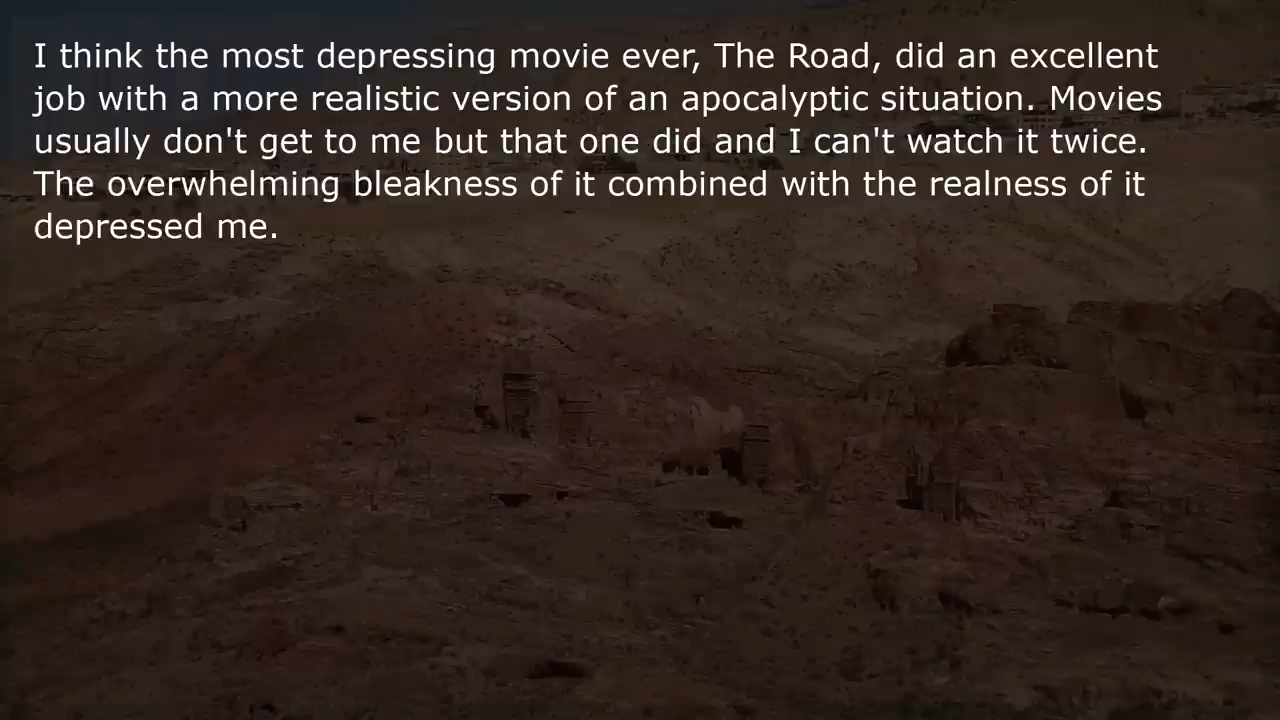 I think the most depressing movie ever, The Road, did an excellent
job with a more realistic version of an apocalyptic situation. Movies
usually don't get to me but that one did and I can't watch it twice.
The overwhelming bleakness of it combined with the realness of it
depressed me.